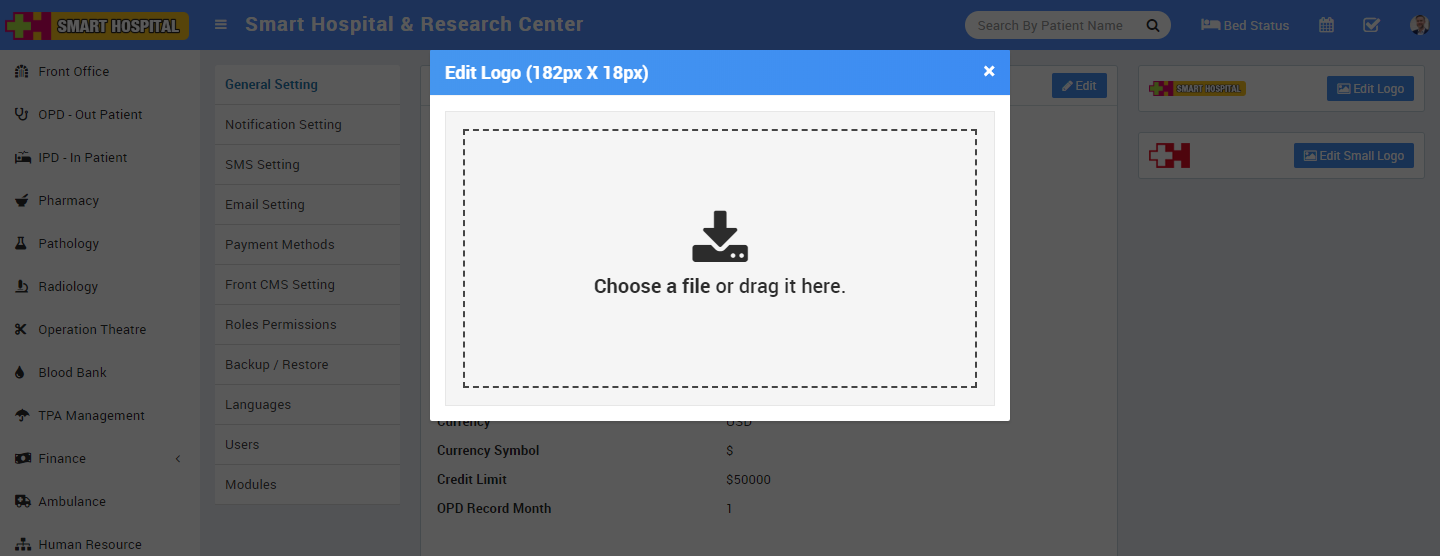 SMART HOSPITAL
Smart Hospital & Research Center
Search By Patient Name
Bed Status
Front Office
OPD - Out Patient
IPD - In Patient
Pharmacy
Pathology
Radiology
Operation Theatre
Blood Bank
TPA Management
Finance
Ambulance
Human Resource
General Setting
Notification Setting
SMS Setting
Email Setting
Payment Methods
Front CMS Setting
Roles Permissions
Backup / Restore
Languages
Users
Modules
Edit Logo (182px X 18px)
×
Choose a file or drag it here.
Edit
Currency USD
Currency Symbol $
Credit Limit $50000
OPD Record Month 1
SMART HOSPITAL
Edit Logo
Edit Small Logo